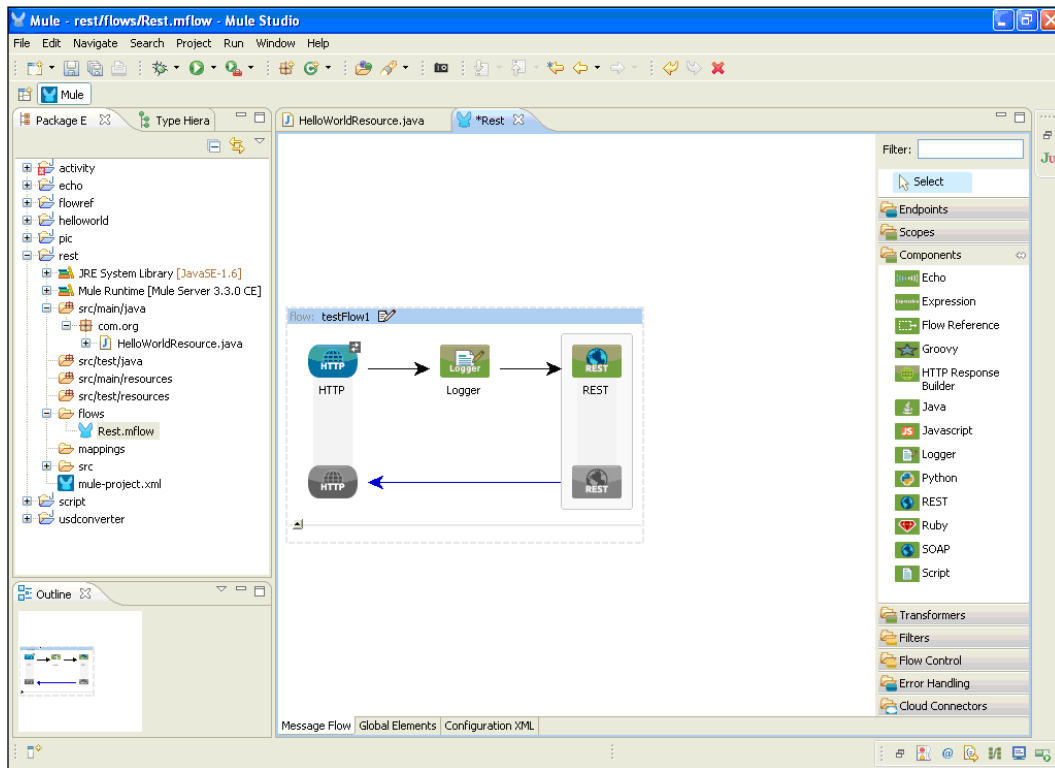 Mule - rest/flows/Rest.mflow - Mule Studio
File Edit Navigate Search Project Run Window Help
Mule
Package E
Type Hiera
activity
echo
flowref
helloworld
pic
rest
JRE System Library [JavaSE-1.6]
Mule Runtime [Mule Server 3.3.0 CE]
src/main/java
com.org
HelloWorldResource.java
src/test/java
src/main/resources
src/test/resources
flows
Rest.mflow
mappings
src
mule-project.xml
script
usdconverter
Outline
HelloWorldResource.java
*Rest
flow: testFlow1
HTTP
Logger
REST
HTTP
Logger
REST
HTTP
REST
Message Flow
Global Elements
Configuration XML
Filter:
Select
Endpoints
Scopes
Components
Echo
Expression
Flow Reference
Groovy
HTTP Response
Builder
Java
JS
Javascript
Logger
Python
REST
Ruby
SOAP
Script
Transformers
Filters
Flow Control
Error Handling
Cloud Connectors